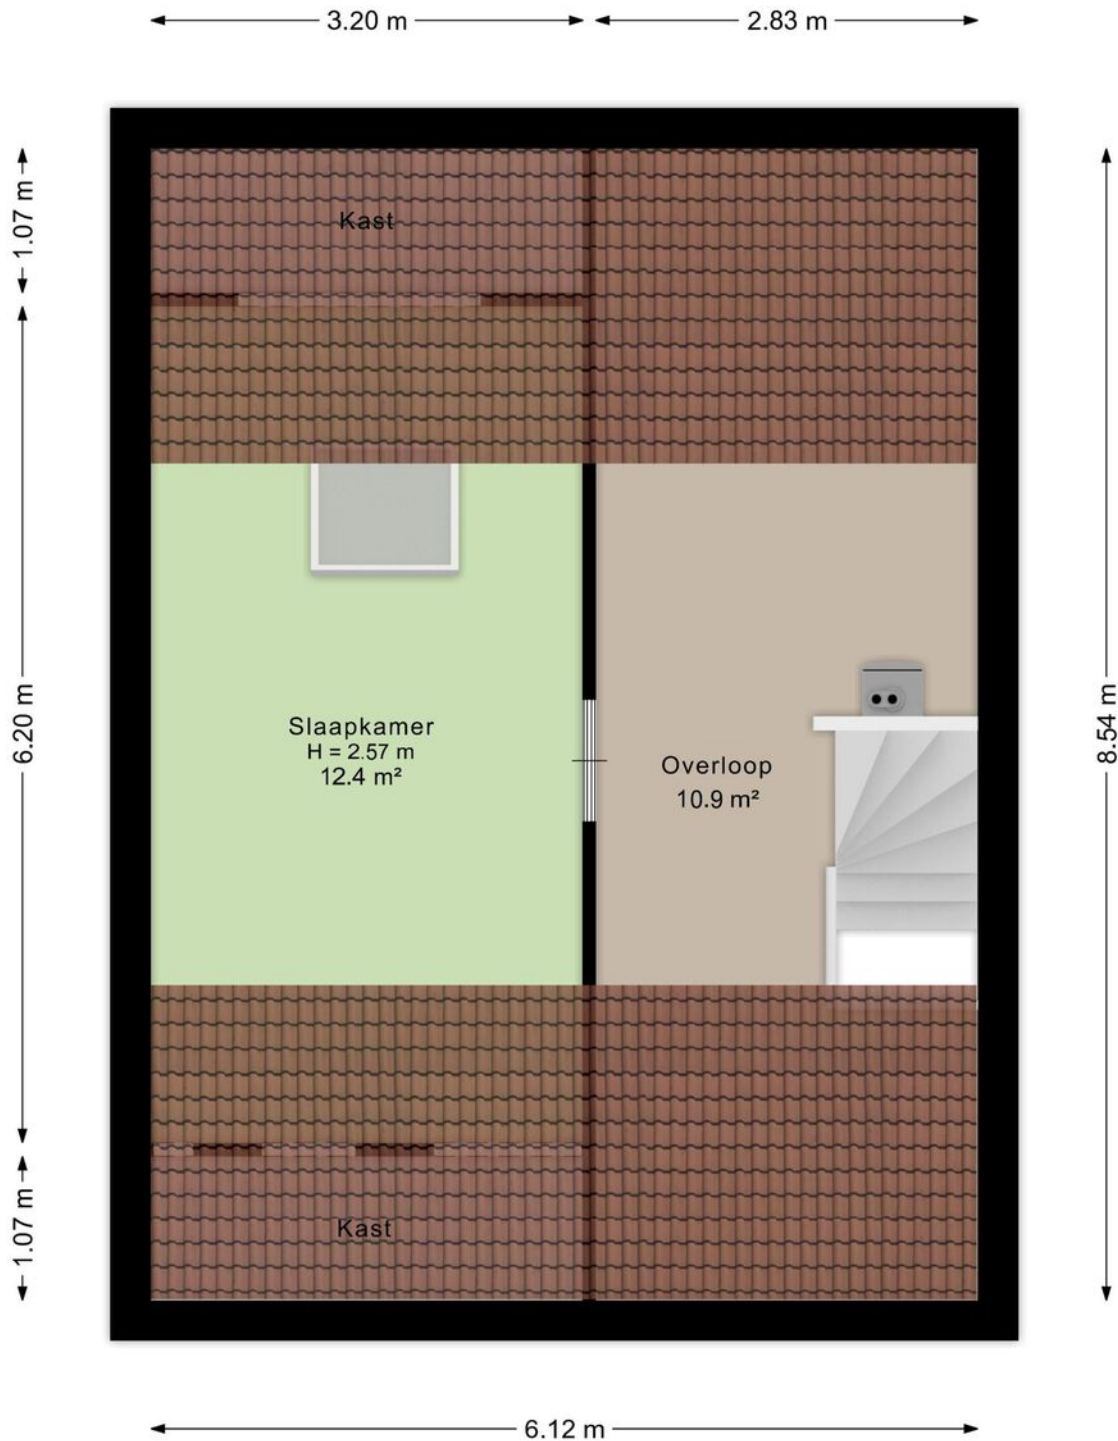 3.20 m
2.83 m
1.07 m
Kast
6.20 m
8.54 m
Slaapkamer
H = 2.57 m
12.4 m²
Overloop
10.9 m²
1.07 m
Kast
6.12 m